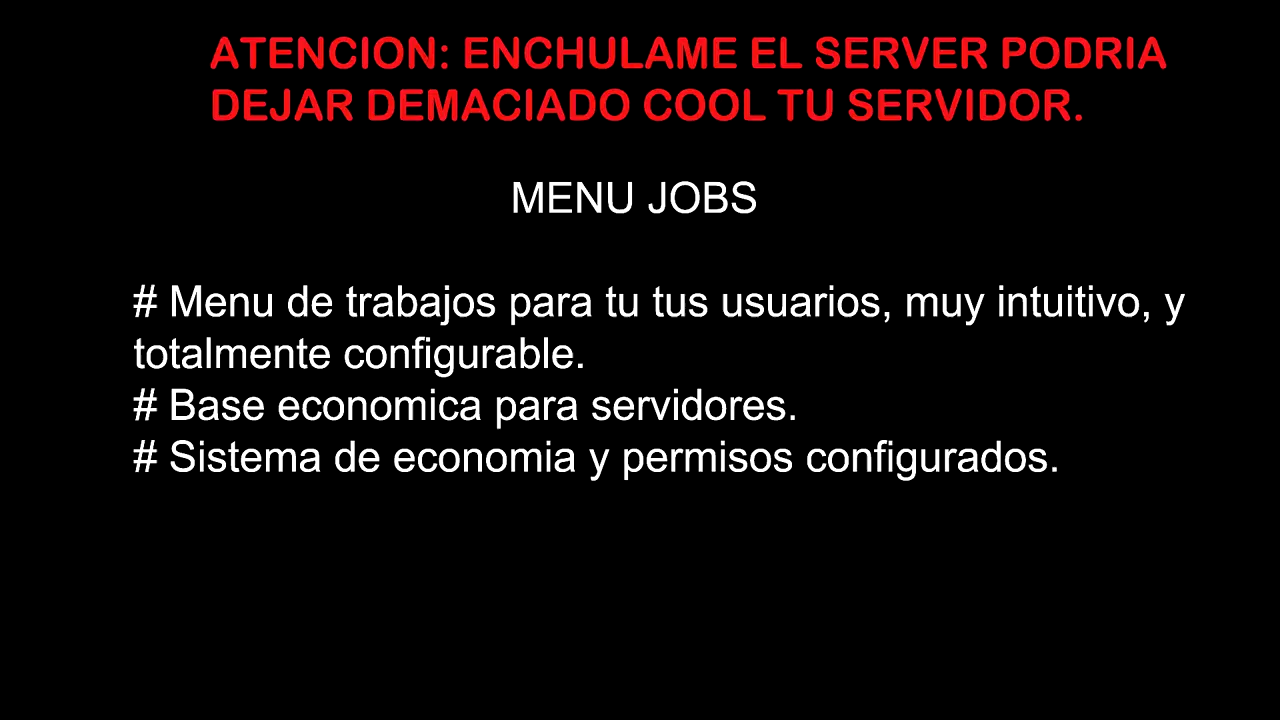 ATENCION: ENCHULAME EL SERVER PODRIA
DEJAR DEMACIADO COOL TU SERVIDOR.
MENU JOBS
# Menu de trabajos para tu tus usuarios, muy intuitivo, y
totalmente configurable.
# Base economica para servidores.
# Sistema de economia y permisos configurados.